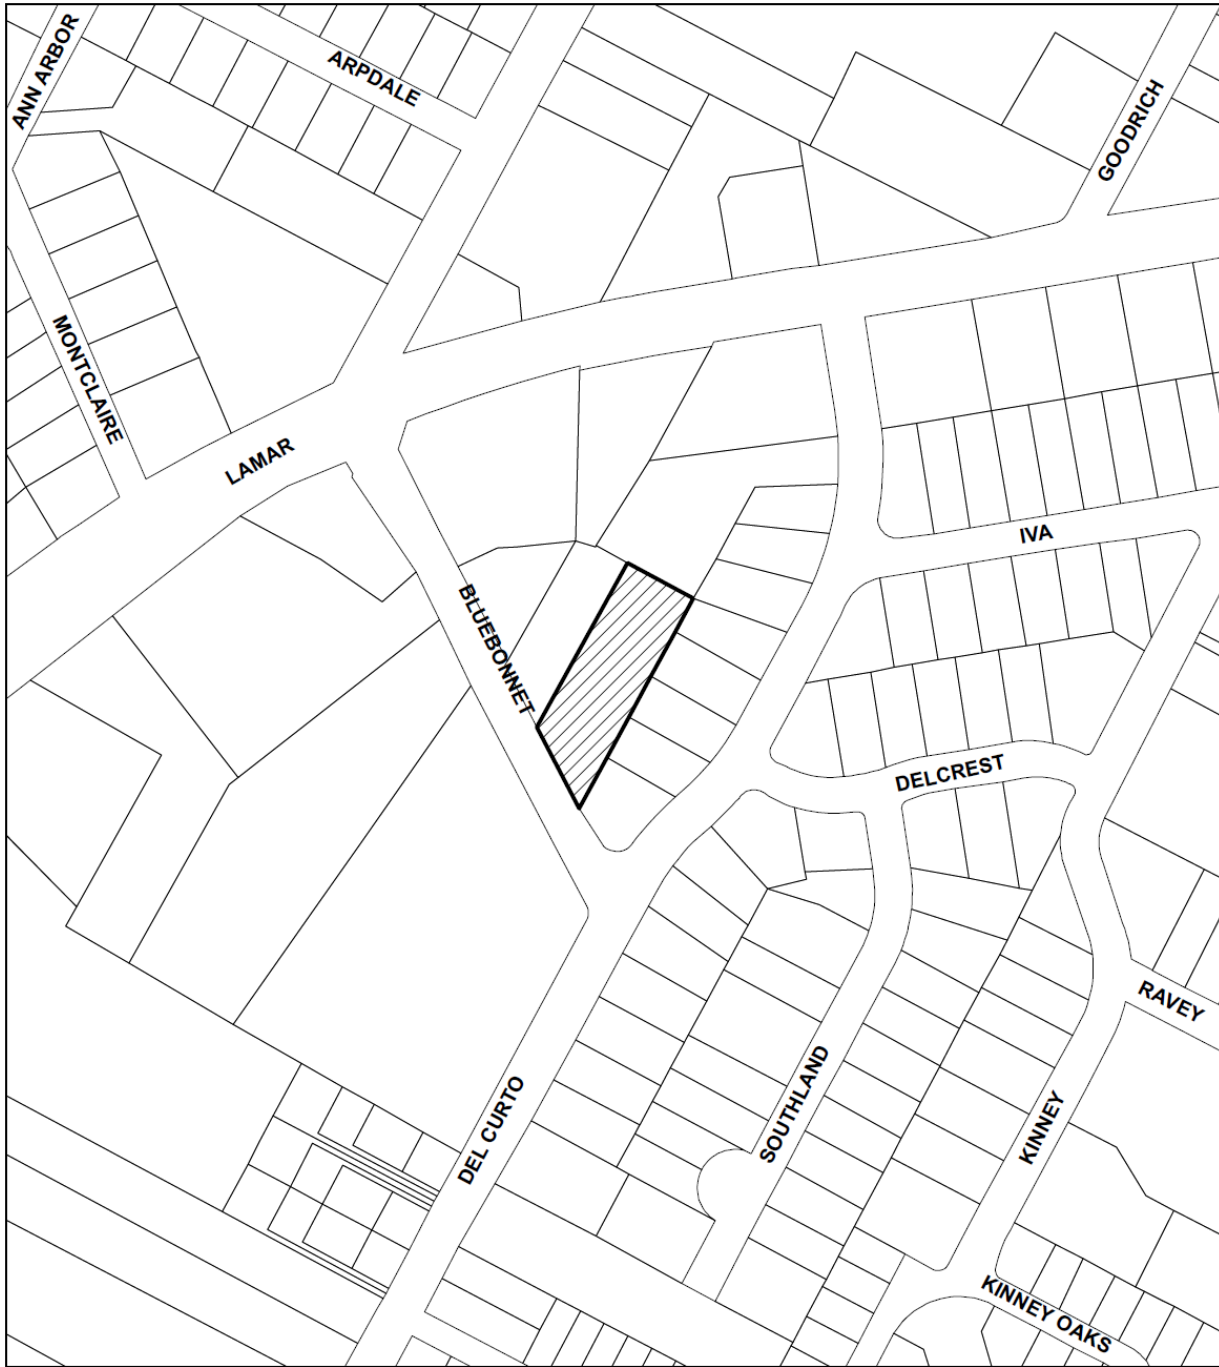 ANN ARBOR
ARPDALE
GOODRICH
MONTCLAIRE
LAMAR
IVA
BLUEBONNET
DELCREST
RAVEY
SOUTHLAND
DEL CURTO
KINNEY
KINNEY OAKS